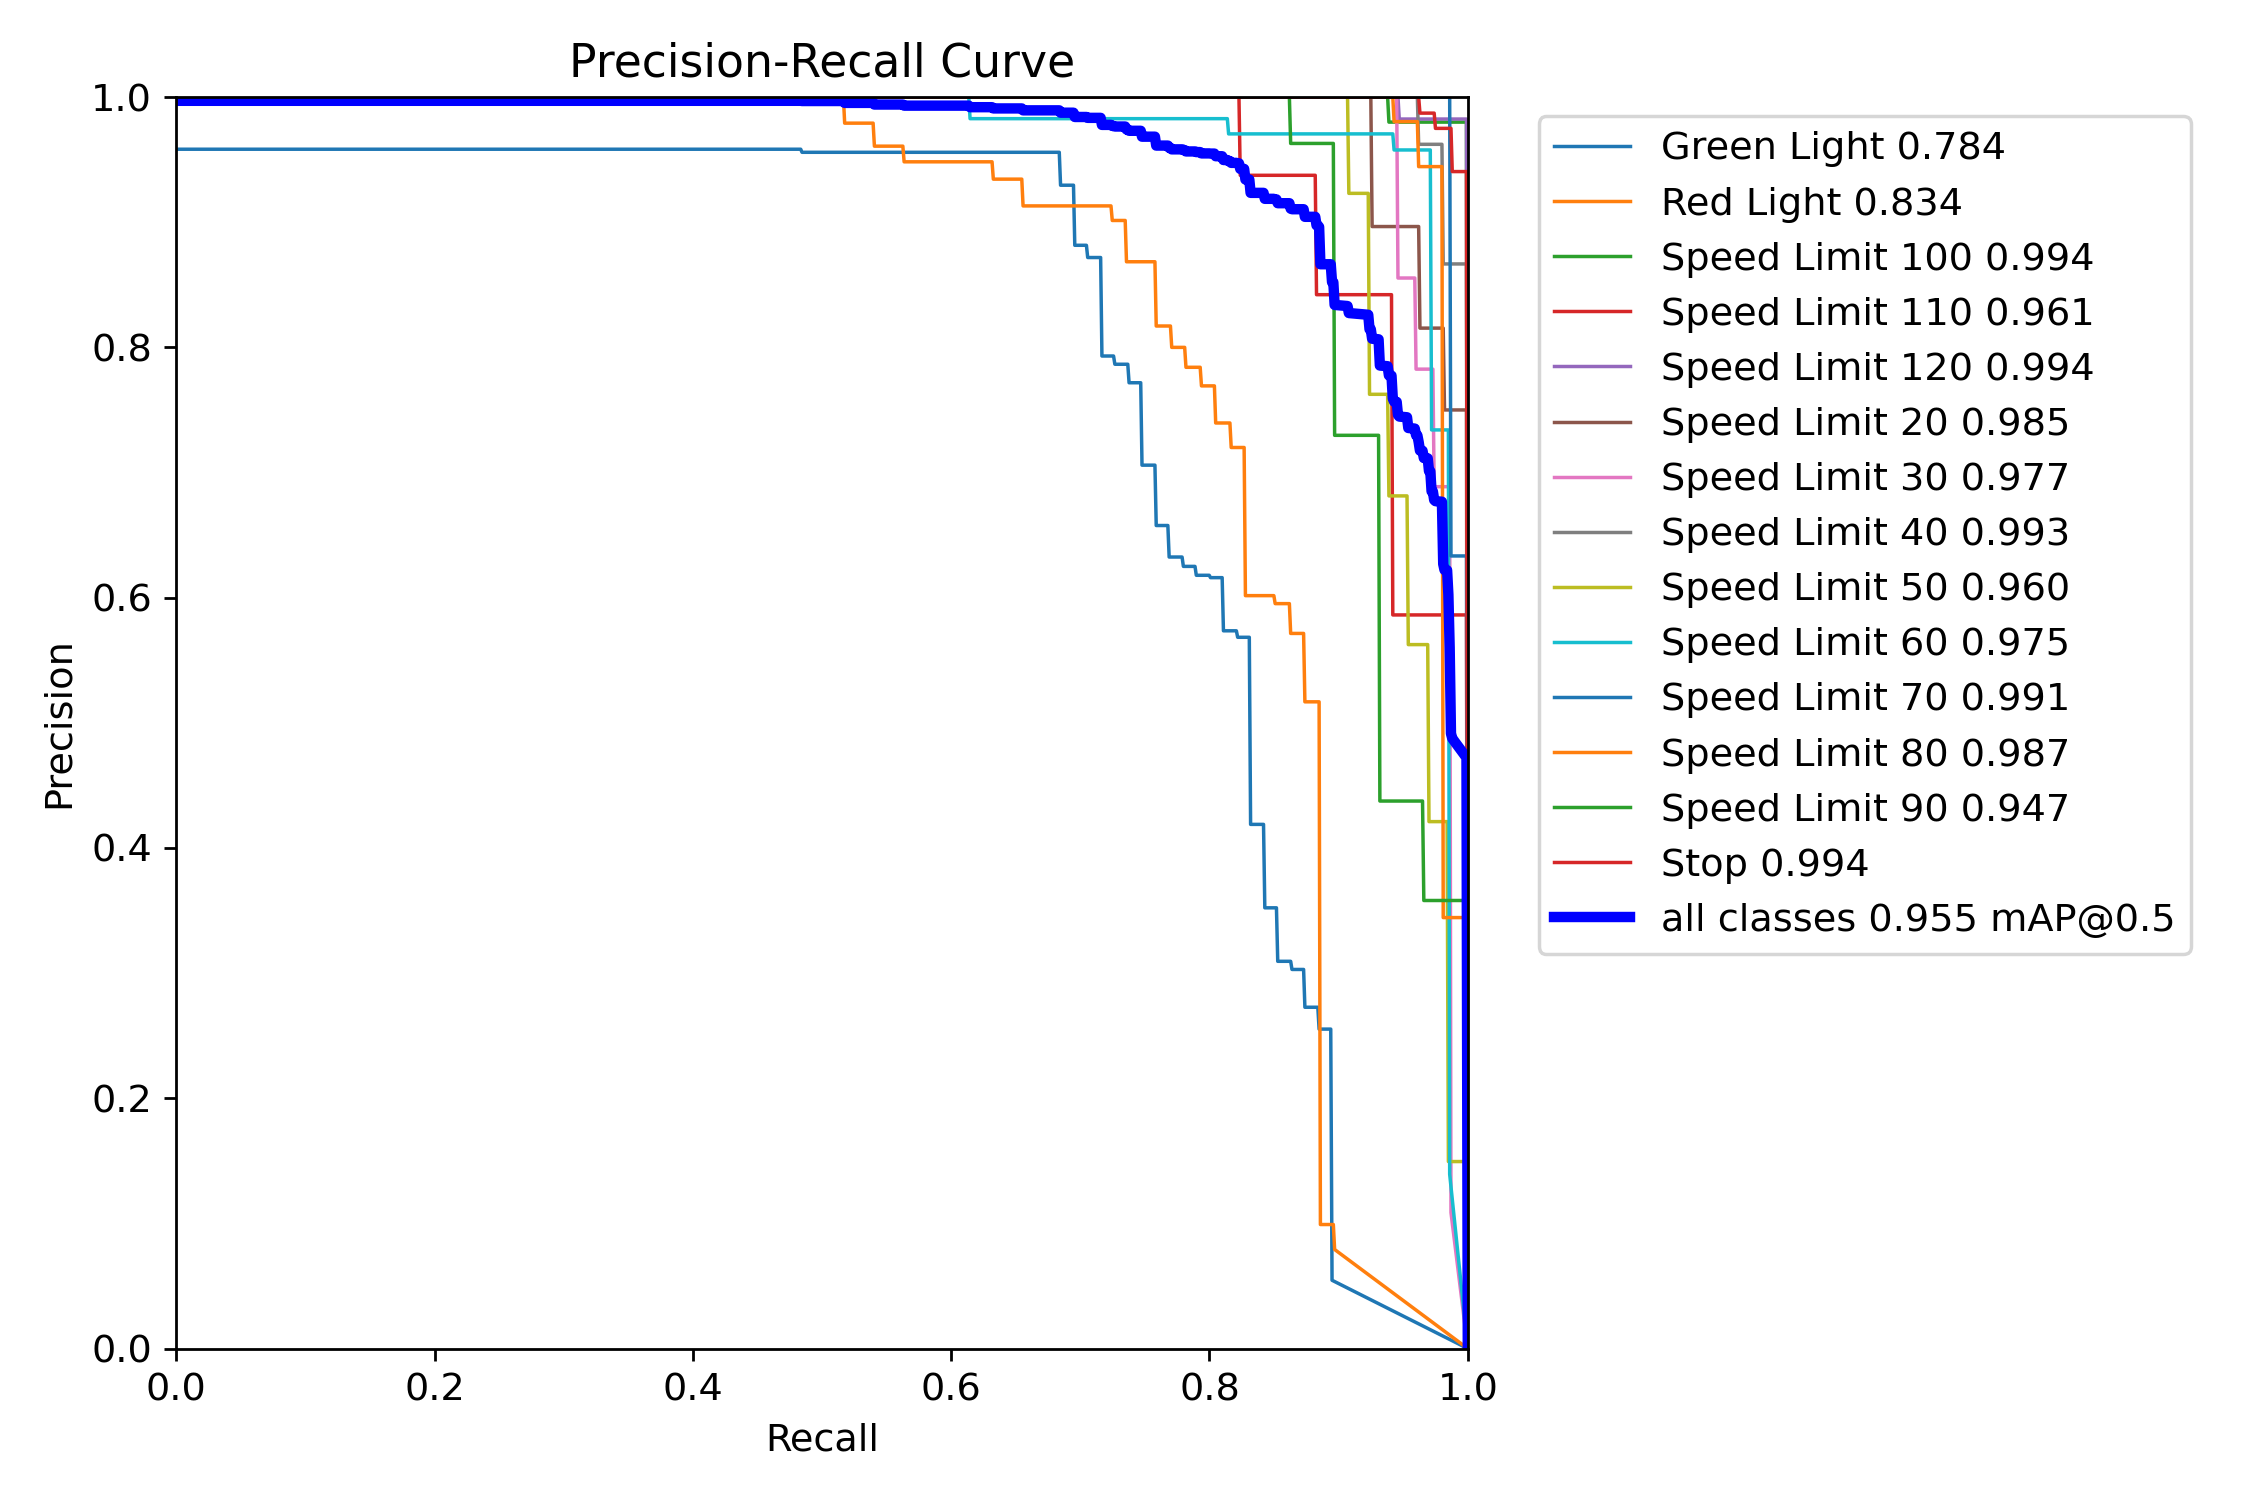 Precision-Recall Curve
1.0
0.8
0.6
0.4
0.2
0.0
Precision
0.0 0.2 0.4 0.6 0.8 1.0
Recall
Green Light 0.784
Red Light 0.834
Speed Limit 100 0.994
Speed Limit 110 0.961
Speed Limit 120 0.994
Speed Limit 20 0.985
Speed Limit 30 0.977
Speed Limit 40 0.993
Speed Limit 50 0.960
Speed Limit 60 0.975
Speed Limit 70 0.991
Speed Limit 80 0.987
Speed Limit 90 0.947
Stop 0.994
all classes 0.955 mAP@0.5